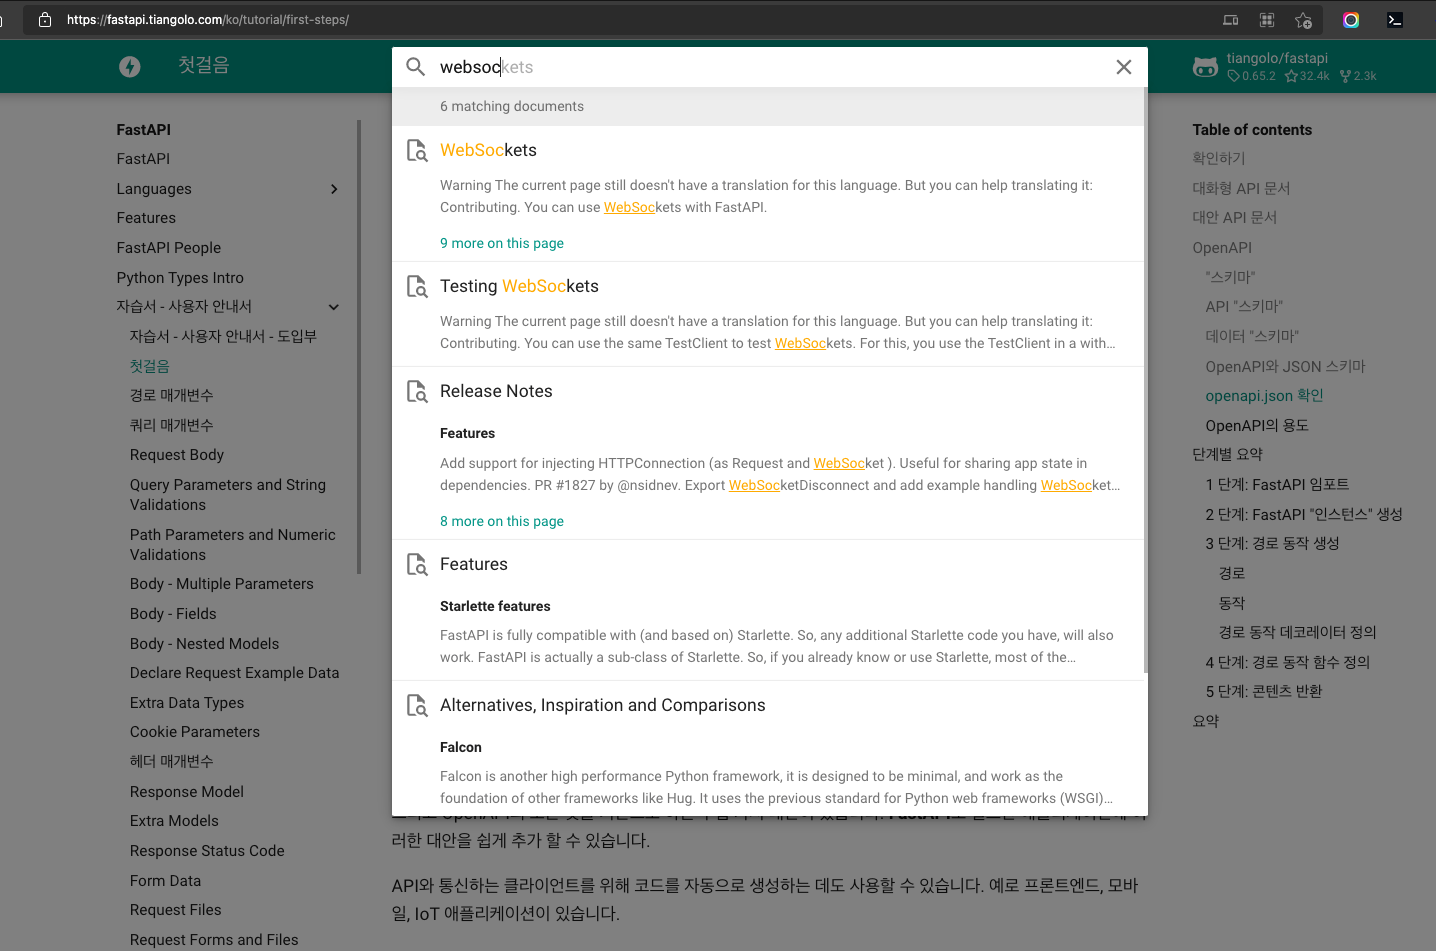 https://fastapi.tiangolo.com/ko/tutorial/first-steps/
첫걸음
websockets
tiangolo/fastapi
0.65.2 32.4k 2.3k
FastAPI
FastAPI
Languages
Features
FastAPI People
Python Types Intro
자습서 - 사용자 안내서
자습서 - 사용자 안내서 - 도입부
첫걸음
경로 매개변수
쿼리 매개변수
Request Body
Query Parameters and String
Validations
Path Parameters and Numeric
Validations
Body - Multiple Parameters
Body - Fields
Body - Nested Models
Declare Request Example Data
Extra Data Types
Cookie Parameters
헤더 매개변수
Response Model
Extra Models
Response Status Code
Form Data
Request Files
Request Forms and Files
6 matching documents
WebSockets
Warning The current page still doesn't have a translation for this language. But you can help translating it:
Contributing. You can use WebSockets with FastAPI.
9 more on this page
Testing WebSockets
Warning The current page still doesn't have a translation for this language. But you can help translating it:
Contributing. You can use the same TestClient to test WebSockets. For this, you use the TestClient in a with…
Release Notes
Features
Add support for injecting HTTPConnection (as Request and WebSocket ). Useful for sharing app state in
dependencies. PR #1827 by @nsidnev. Export WebSocketDisconnect and add example handling WebSocket…
8 more on this page
Features
Starlette features
FastAPI is fully compatible with (and based on) Starlette. So, any additional Starlette code you have, will also
work. FastAPI is actually a sub-class of Starlette. So, if you already know or use Starlette, most of the…
Alternatives, Inspiration and Comparisons
Falcon
Falcon is another high performance Python framework, it is designed to be minimal, and work as the
foundation of other frameworks like Hug. It uses the previous standard for Python web frameworks (WSGI)…
러한 대안을 쉽게 추가 할 수 있습니다.
API와 통신하는 클라이언트를 위해 코드를 자동으로 생성하는 데도 사용할 수 있습니다. 예로 프론트엔드, 모바
일, IoT 애플리케이션이 있습니다.
Table of contents
확인하기
대화형 API 문서
대안 API 문서
OpenAPI
"스키마"
API "스키마"
데이터 "스키마"
OpenAPI와 JSON 스키마
openapi.json 확인
OpenAPI의 용도
단계별 요약
1 단계: FastAPI 임포트
2 단계: FastAPI "인스턴스" 생성
3 단계: 경로 동작 생성
경로
동작
경로 동작 데코레이터 정의
4 단계: 경로 동작 함수 정의
5 단계: 콘텐츠 반환
요약